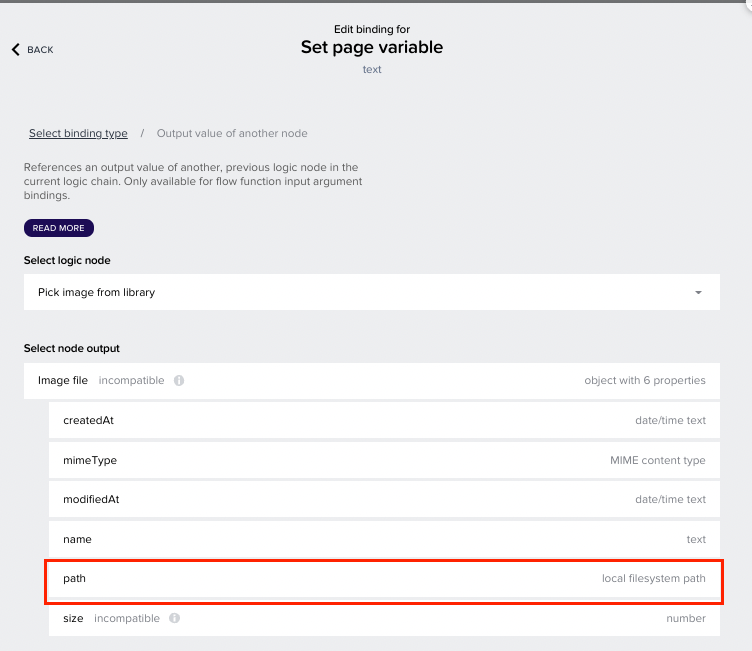 Edit binding for
BACK
Set page variable
text
Select binding type / Output value of another node
References an output value of another, previous logic node in the
current logic chain. Only available for flow function input argument
bindings.
READ MORE
Select logic node
Pick image from library
Select node output
Image file incompatible object with 6 properties
createdAt date/time text
mimeType MIME content type
modifiedAt date/time text
name text
path local filesystem path
size incompatible number